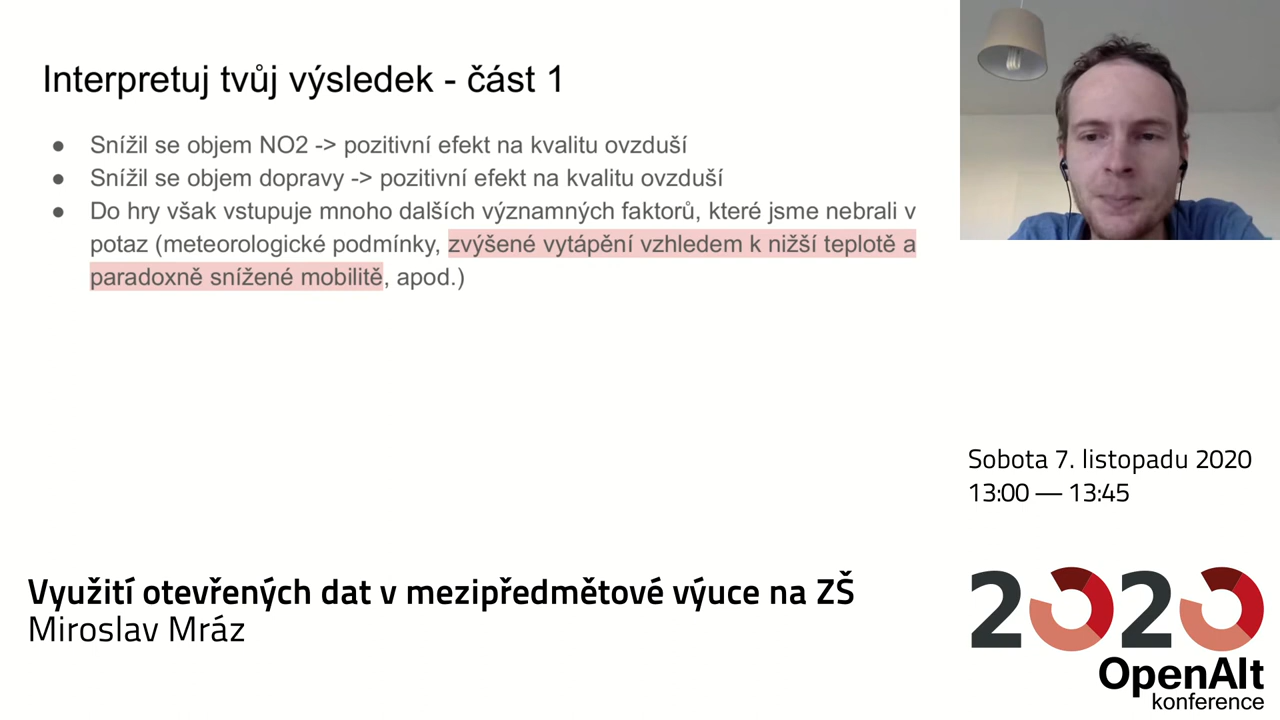 Interpretuj tvůj výsledek - část 1
● Snížil se objem NO2 -> pozitivní efekt na kvalitu ovzduší
● Snížil se objem dopravy -> pozitivní efekt na kvalitu ovzduší
● Do hry však vstupuje mnoho dalších významných faktorů, které jsme nebrali v
potaz (meteorologické podmínky, zvýšené vytápění vzhledem k nižší teplotě a
paradoxně snížené mobilitě, apod.)
Sobota 7. listopadu 2020
13:00 — 13:45
Využití otevřených dat v mezipředmětové výuce na ZŠ
Miroslav Mráz
2020
OpenAlt
konference